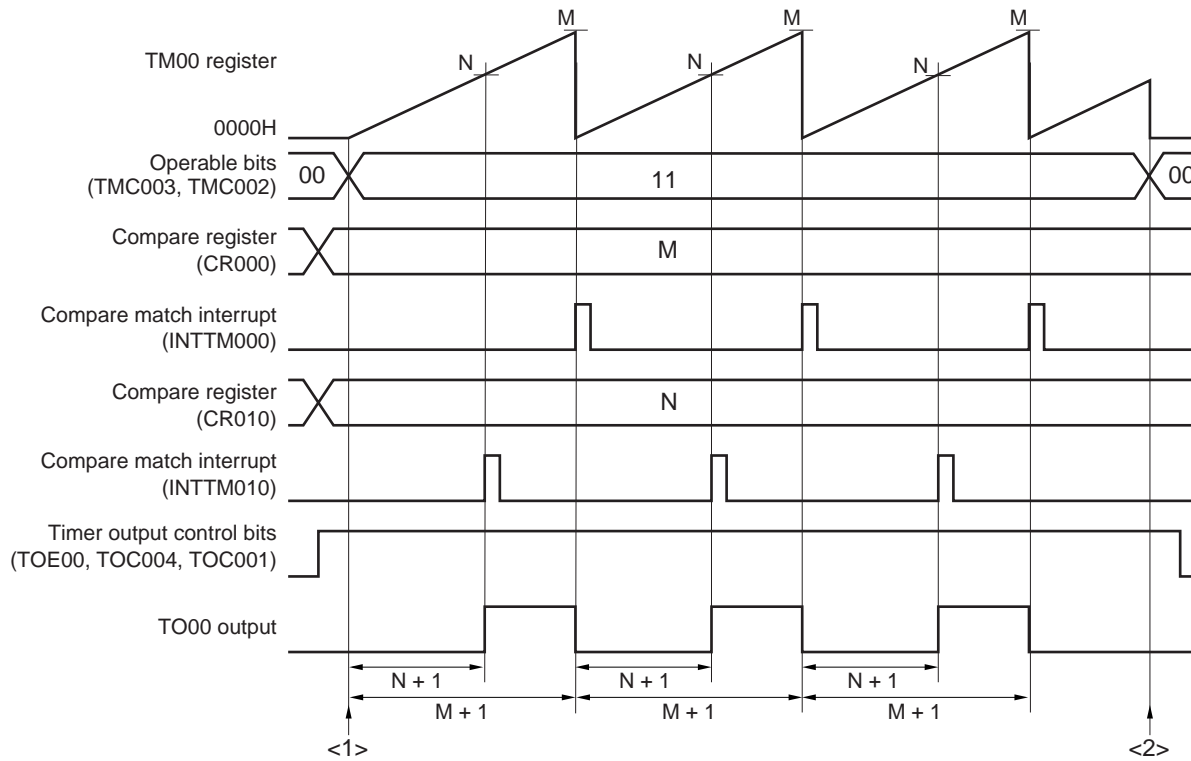 M M M
TM00 register
N N N
0000H
Operable bits
(TMC003, TMC002)
00 11 00
Compare register
(CR000)
M
Compare match interrupt
(INTTM000)
Compare register
(CR010)
N
Compare match interrupt
(INTTM010)
Timer output control bits
(TOE00, TOC004, TOC001)
TO00 output
N + 1 N + 1 N + 1
M + 1 M + 1 M + 1
<1> <2>